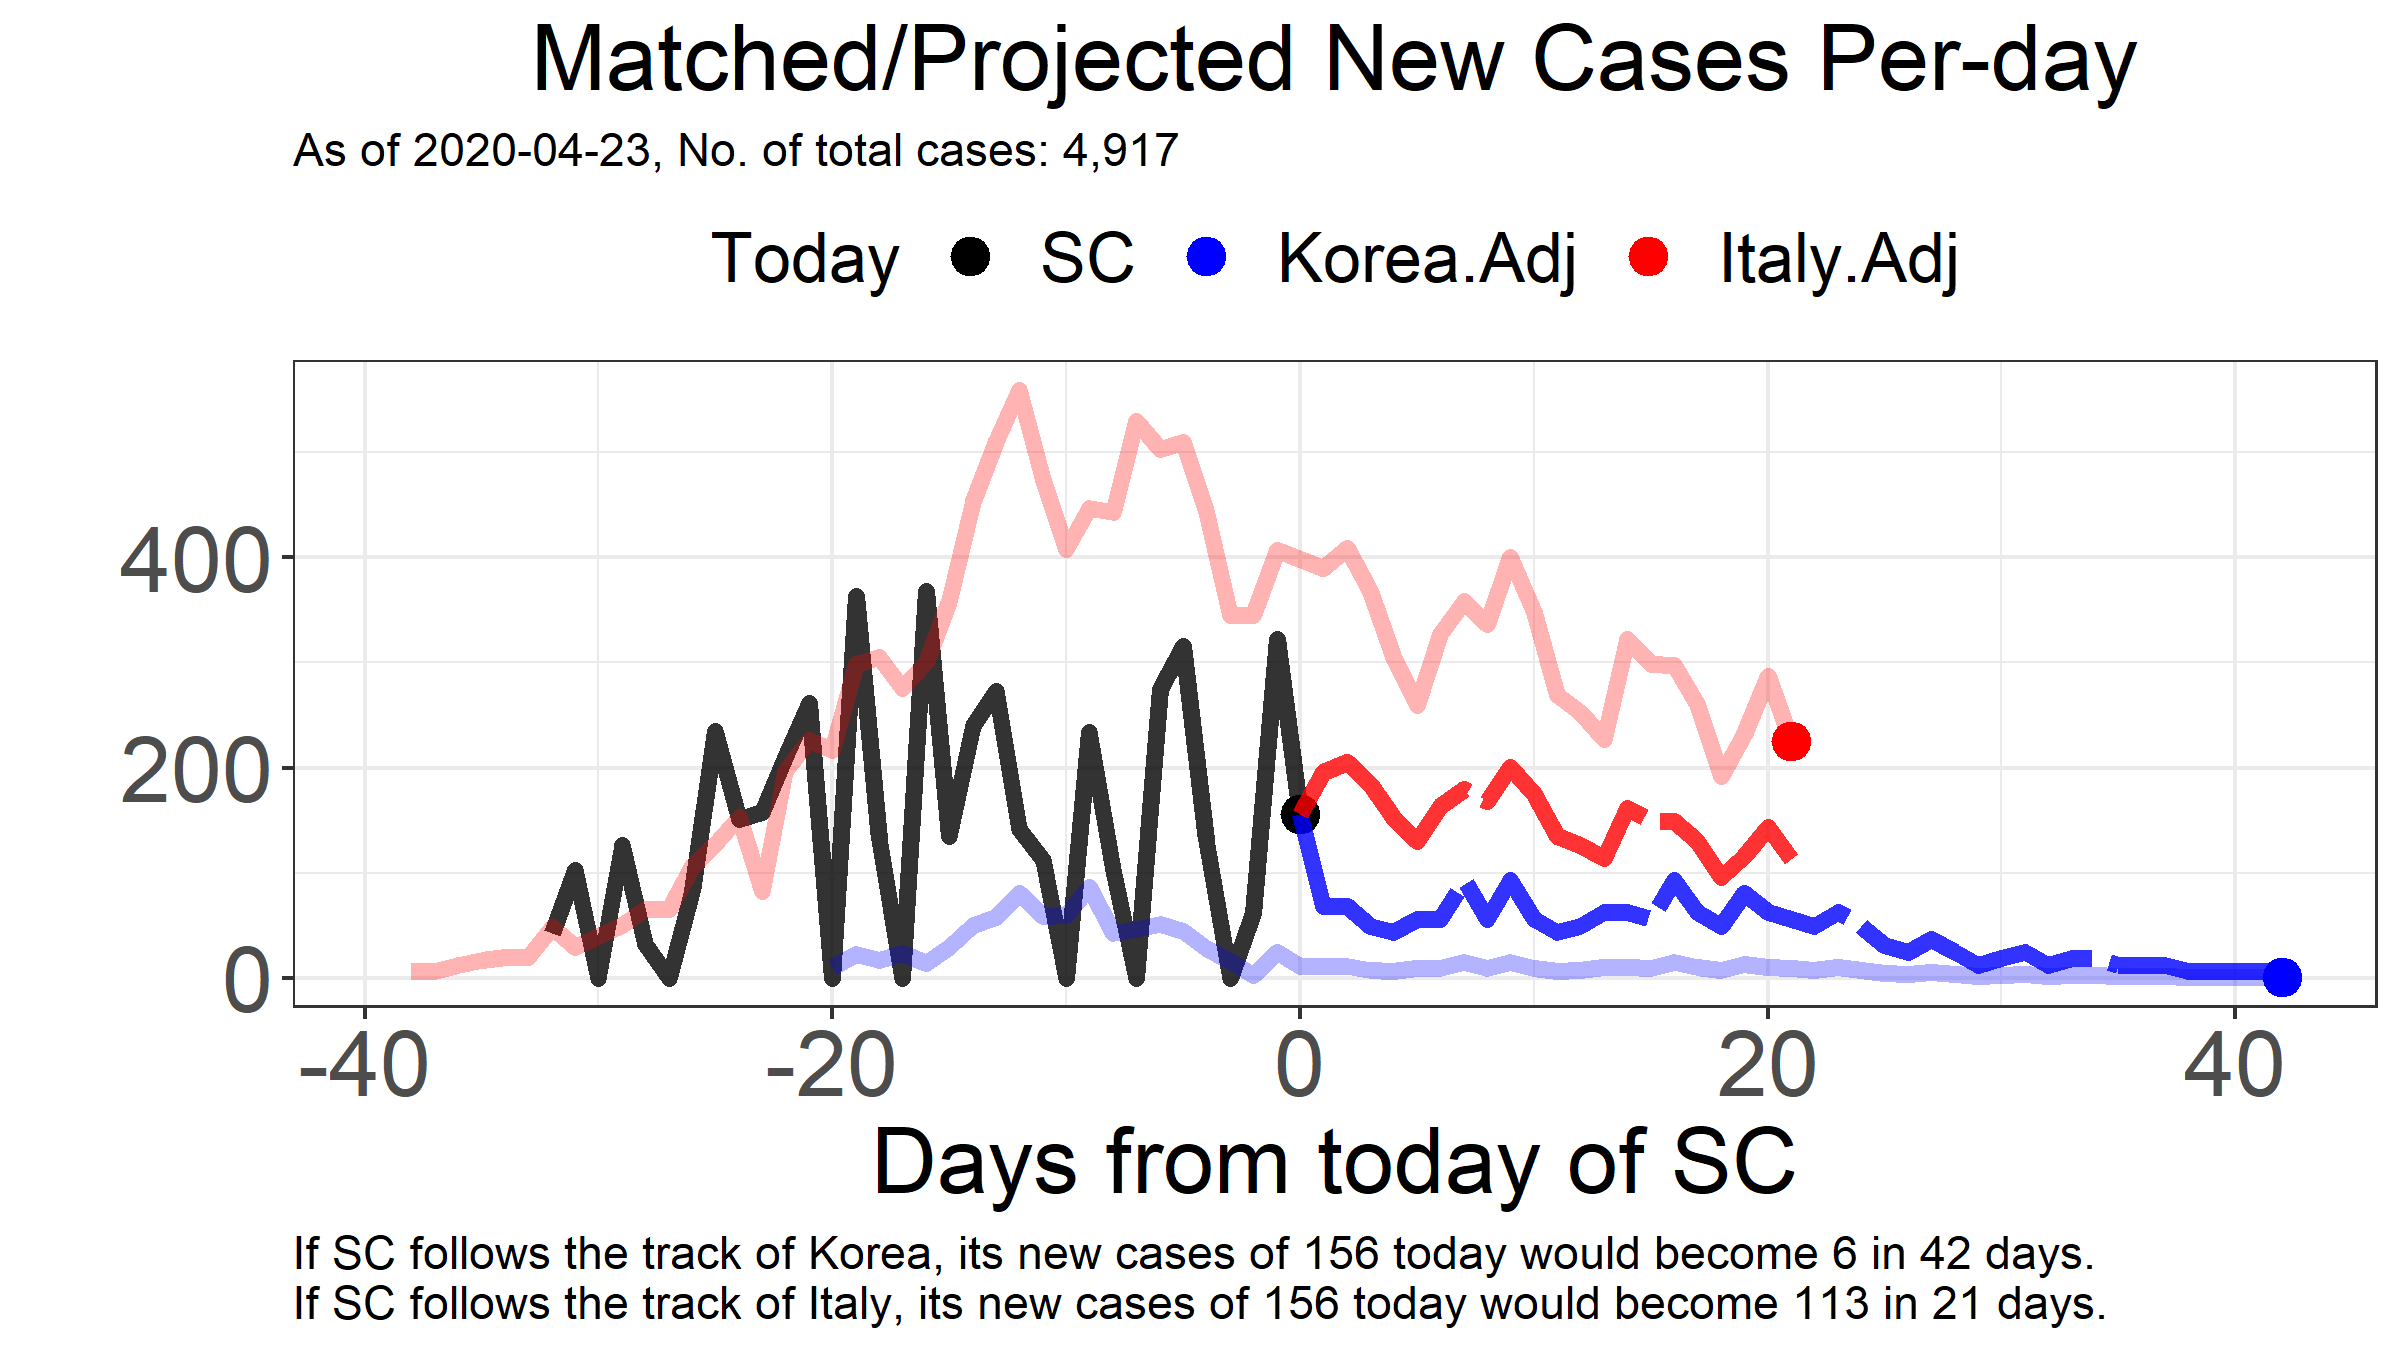 Matched/Projected New Cases Per-day
As of 2020-04-23, No. of total cases: 4,917
Today SC Korea.Adj Italy.Adj
400
200
0
-40 -20 0 20 40
Days from today of SC
If SC follows the track of Korea, its new cases of 156 today would become 6 in 42 days.
If SC follows the track of Italy, its new cases of 156 today would become 113 in 21 days.